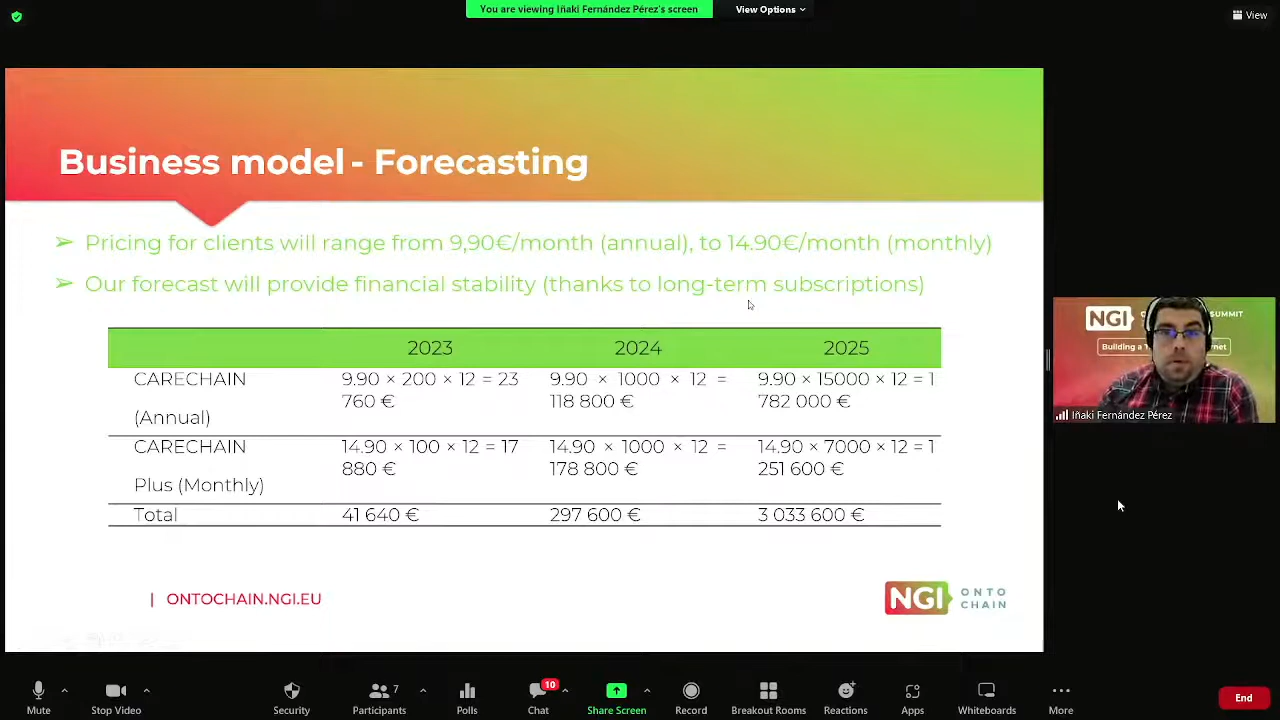 You are viewing Iñaki Fernández Pérez's screen
View Options
View
Business model - Forecasting
➢ Pricing for clients will range from 9,90€/month (annual), to 14.90€/month (monthly)
➢ Our forecast will provide financial stability (thanks to long-term subscriptions)
2023 2024 2025
CARECHAIN 9.90 × 200 × 12 = 23 9.90 × 1000 × 12 = 9.90 × 15000 × 12 = 1
760 € 118 800 € 782 000 €
(Annual)
CARECHAIN 14.90 × 100 × 12 = 17 14.90 × 1000 × 12 = 14.90 × 7000 × 12 = 1
880 € 178 800 € 251 600 €
Plus (Monthly)
Total 41 640 € 297 600 € 3 033 600 €
| ONTOCHAIN.NGI.EU
NGI ONTO
CHAIN
NGI SUMMIT
Building a
Iñaki Fernández Pérez
7
10
Mute
Stop Video
Security
Participants
Polls
Chat
Share Screen
Record
Breakout Rooms
Reactions
Apps
Whiteboards
More
End